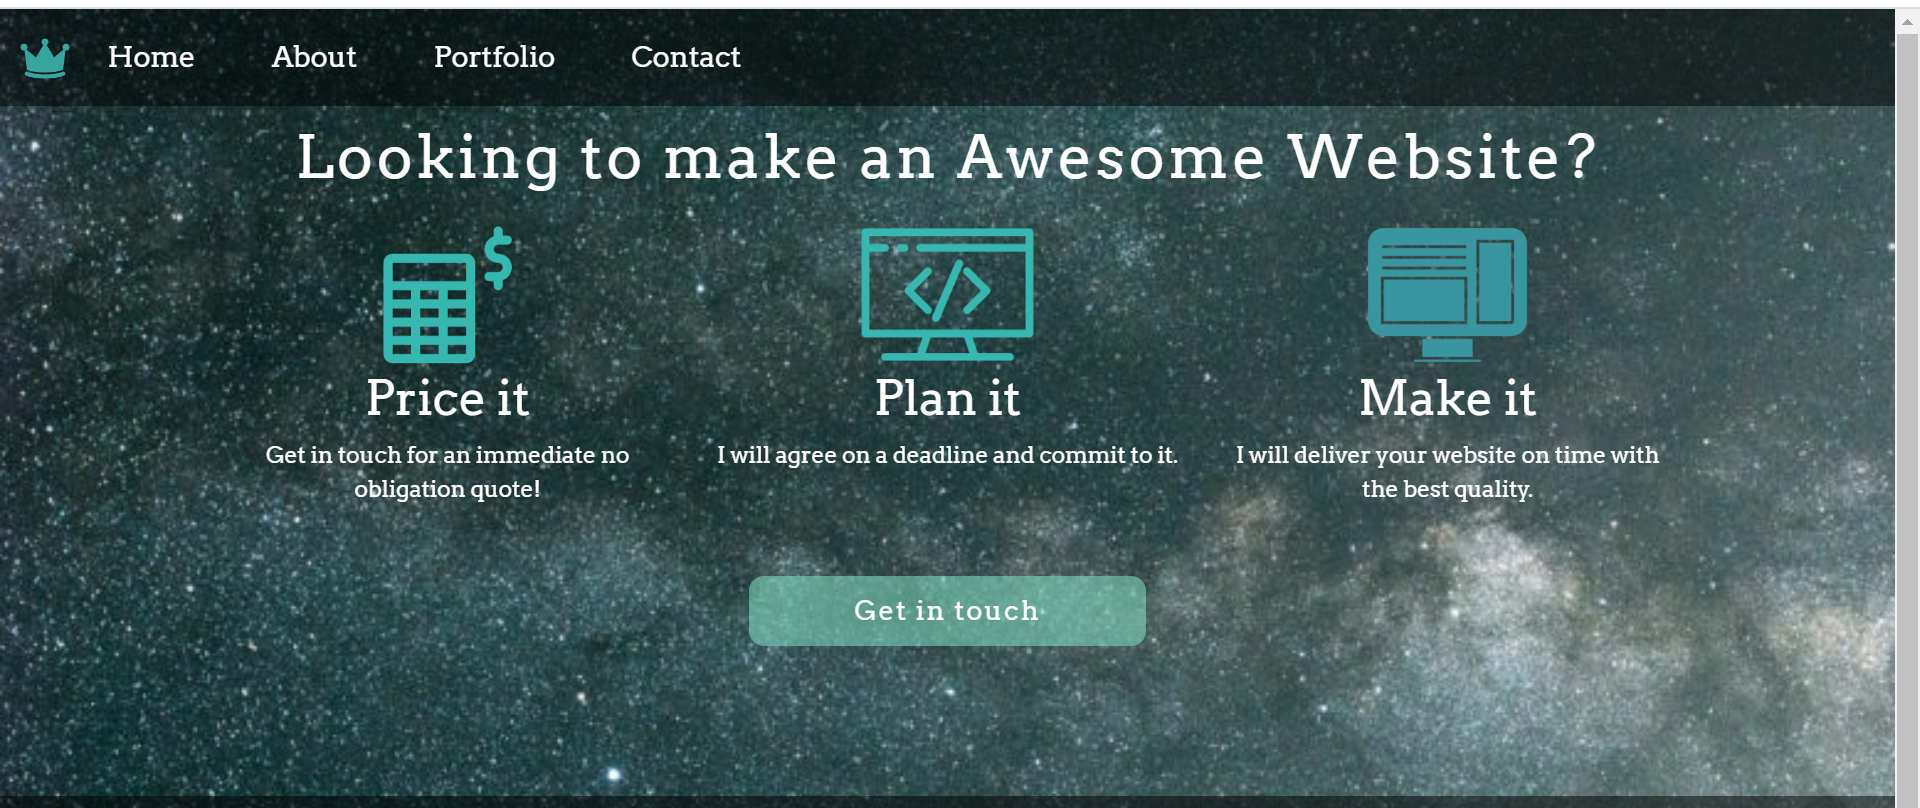 Home About Portfolio Contact
Looking to make an Awesome Website?
$
</>
Price it
Get in touch for an immediate no
obligation quote!
Plan it
I will agree on a deadline and commit to it.
Make it
I will deliver your website on time with
the best quality.
Get in touch